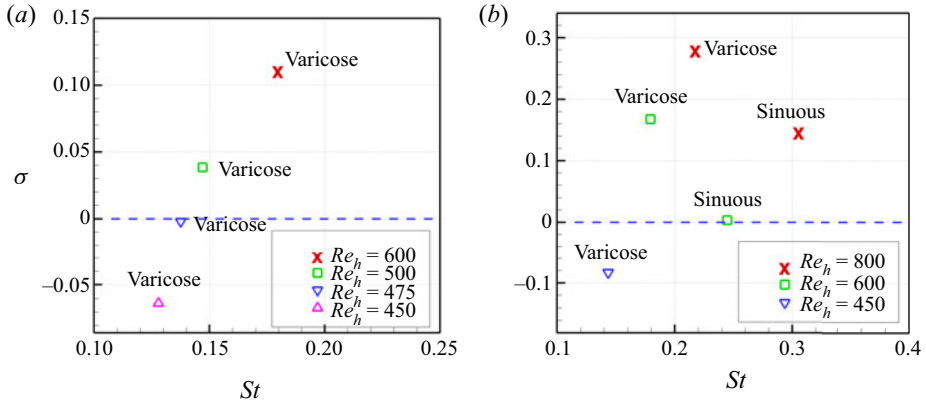 (a)
0.15
0.10
0.05
0
−0.05
σ
Varicose
Varicose
Varicose
Varicose
Re_h = 600
Re_h = 500
Re_h = 475
Re_h = 450
0.10 0.15 0.20 0.25
St
(b)
0.3
0.2
0.1
0
−0.1
Varicose
Varicose
Sinuous
Sinuous
Varicose
Re_h = 800
Re_h = 600
Re_h = 450
0.1 0.2 0.3 0.4
St